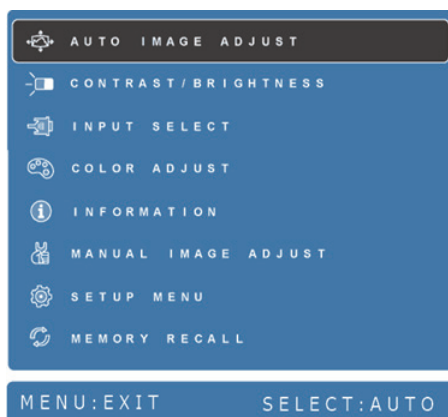 AUTO IMAGE ADJUST
CONTRAST/BRIGHTNESS
INPUT SELECT
COLOR ADJUST
INFORMATION
MANUAL IMAGE ADJUST
SETUP MENU
MEMORY RECALL
MENU:EXIT SELECT:AUTO